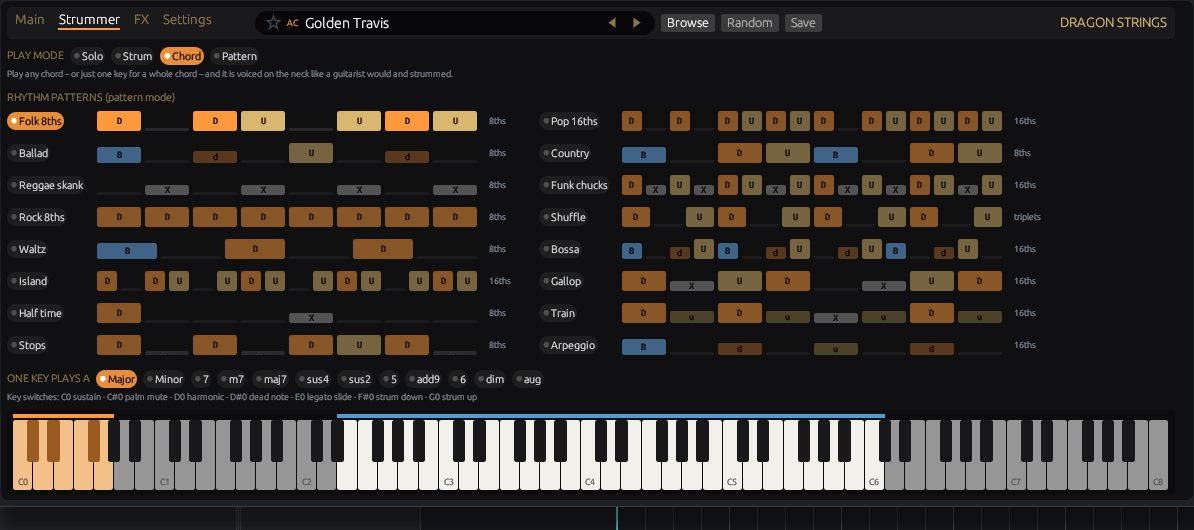 Main Strummer FX Settings ☆ AC Golden Travis ◀ ▶ Browse Random Save DRAGON STRINGS
PLAY MODE Solo Strum Chord Pattern
Play any chord – or just one key for a whole chord – and it is voiced on the neck like a guitarist would and strummed.
RHYTHM PATTERNS (pattern mode)
Folk 8ths D D U U D U 8ths Pop 16ths D D D U D U D D U D U D U 16ths
Ballad B d U d 8ths Country B D U B D U 8ths
Reggae skank X X X X 8ths Funk chucks D X U X D U D U D X U X D U X U 16ths
Rock 8ths D D D D D D D D 8ths Shuffle D U D U D U D U triplets
Waltz B D D 8ths Bossa B d U B d U d U B d U 16ths
Island D D U U D U U D U D U 16ths Gallop D X U D X U D 16ths
Half time D X 8ths Train D u D u X u D u 16ths
Stops D D D U D 8ths Arpeggio B d u d 16ths
ONE KEY PLAYS A Major Minor 7 m7 maj7 sus4 sus2 5 add9 6 dim aug
Key switches: C0 sustain · C#0 palm mute · D0 harmonic · D#0 dead note · E0 legato slide · F#0 strum down · G0 strum up
C0 C1 C2 C3 C4 C5 C6 C7 C8